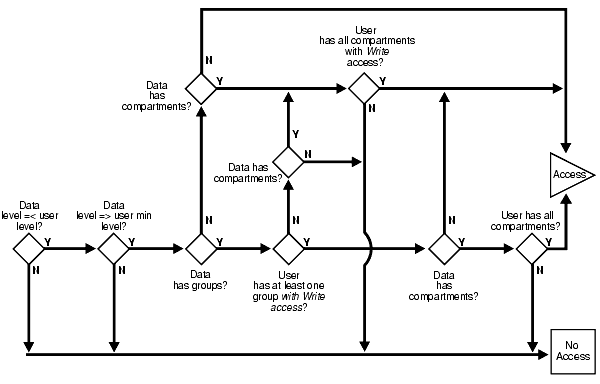 User
has all compartments
with Write
access?
N
Y
Y
N
Data
has
compartments?
Y
N
Data has
compartments?
Access
Data
level =< user
level?
Data
level => user min
level?
N
N
User has all
compartments?
Y
Y
Y
Y
Y
Y
N
N
Data
has groups?
User
has at least one
group with Write
access?
Data
has
compartments?
N
No
Access